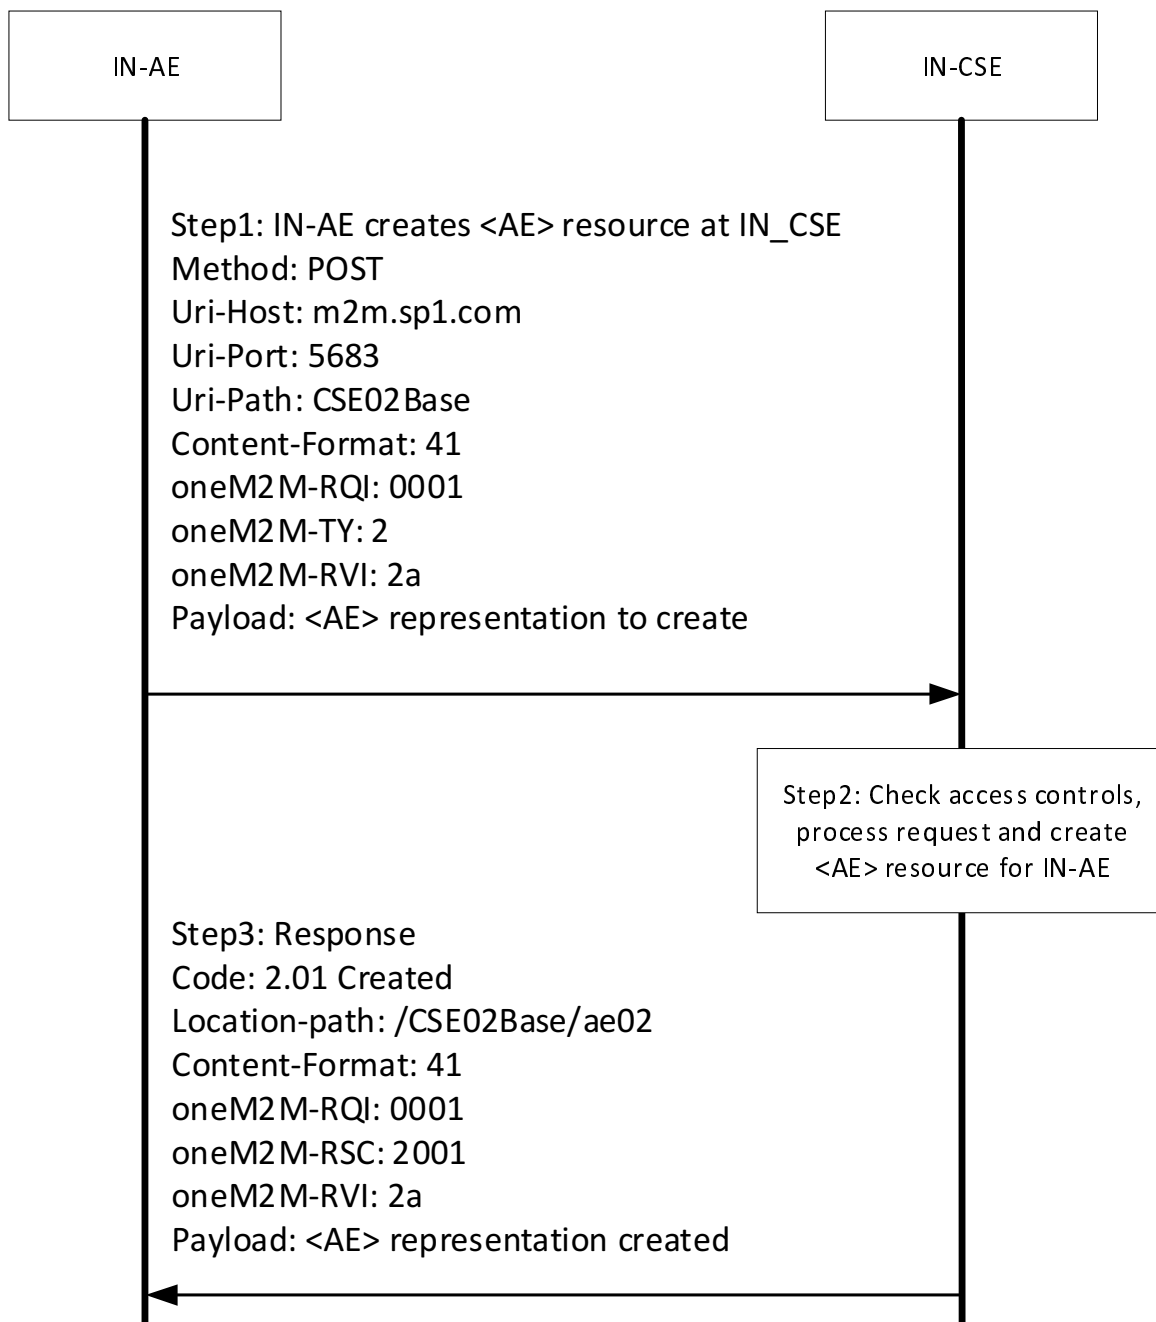 IN-AE
IN-CSE
Step1: IN-AE creates <AE> resource at IN_CSE
Method: POST
Uri-Host: m2m.sp1.com
Uri-Port: 5683
Uri-Path: CSE02Base
Content-Format: 41
oneM2M-RQI: 0001
oneM2M-TY: 2
oneM2M-RVI: 2a
Payload: <AE> representation to create
Step2: Check access controls,
process request and create
<AE> resource for IN-AE
Step3: Response
Code: 2.01 Created
Location-path: /CSE02Base/ae02
Content-Format: 41
oneM2M-RQI: 0001
oneM2M-RSC: 2001
oneM2M-RVI: 2a
Payload: <AE> representation created